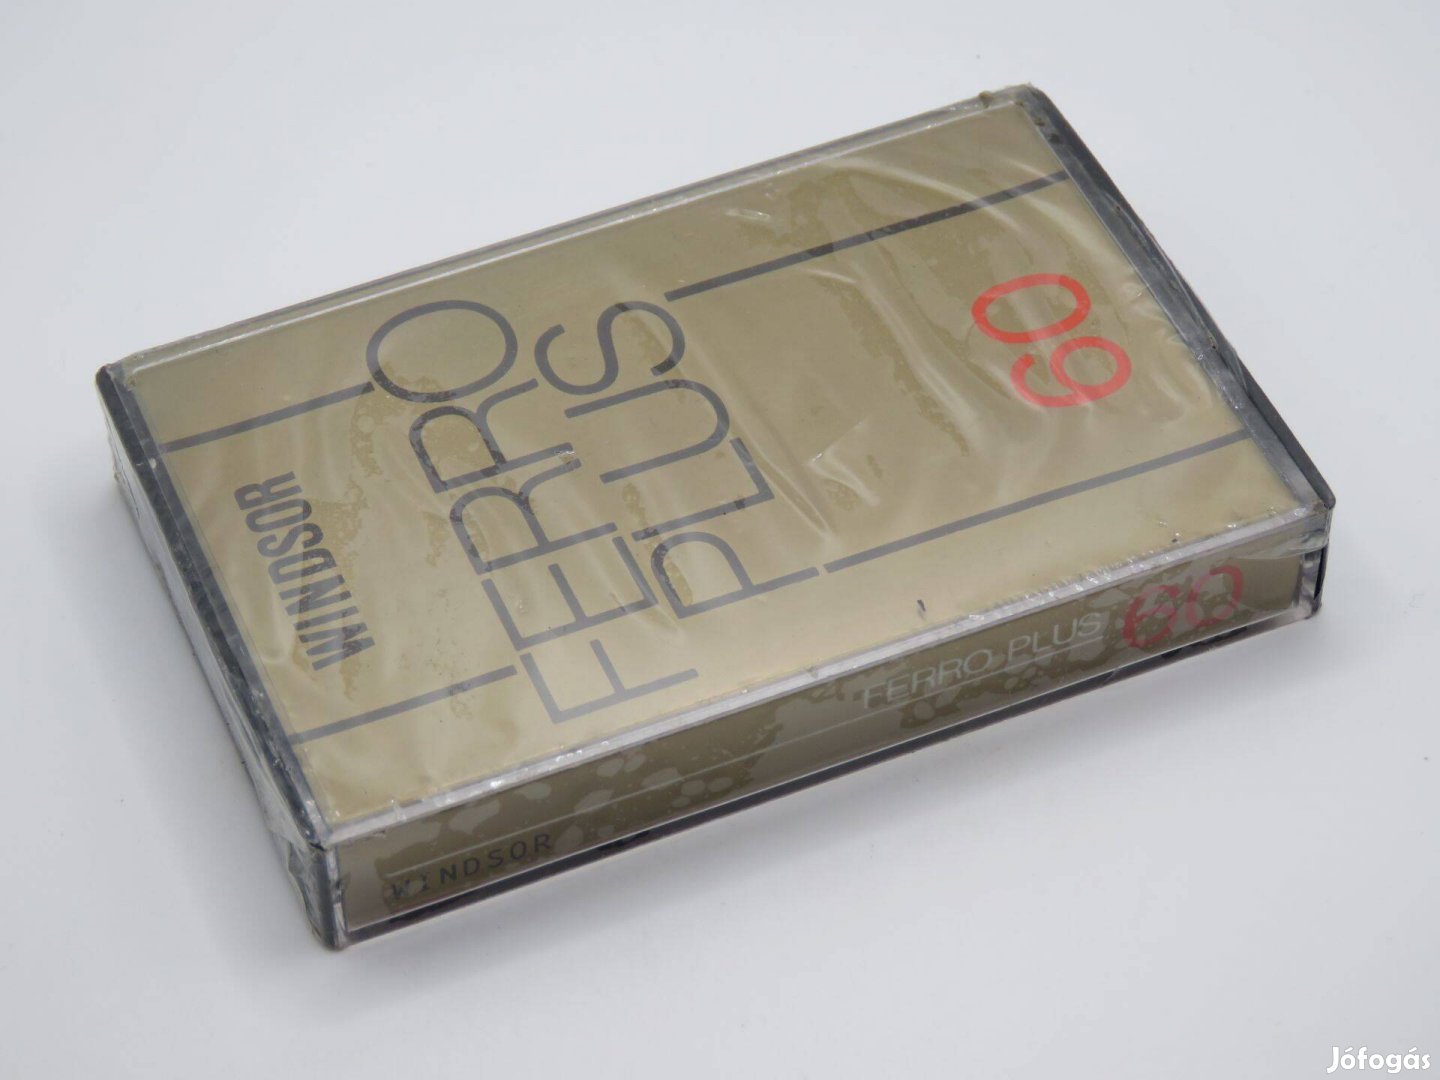 WINDSOR
FERRO
PLUS
60
WINDSOR
FERRO PLUS 60
Jófogás